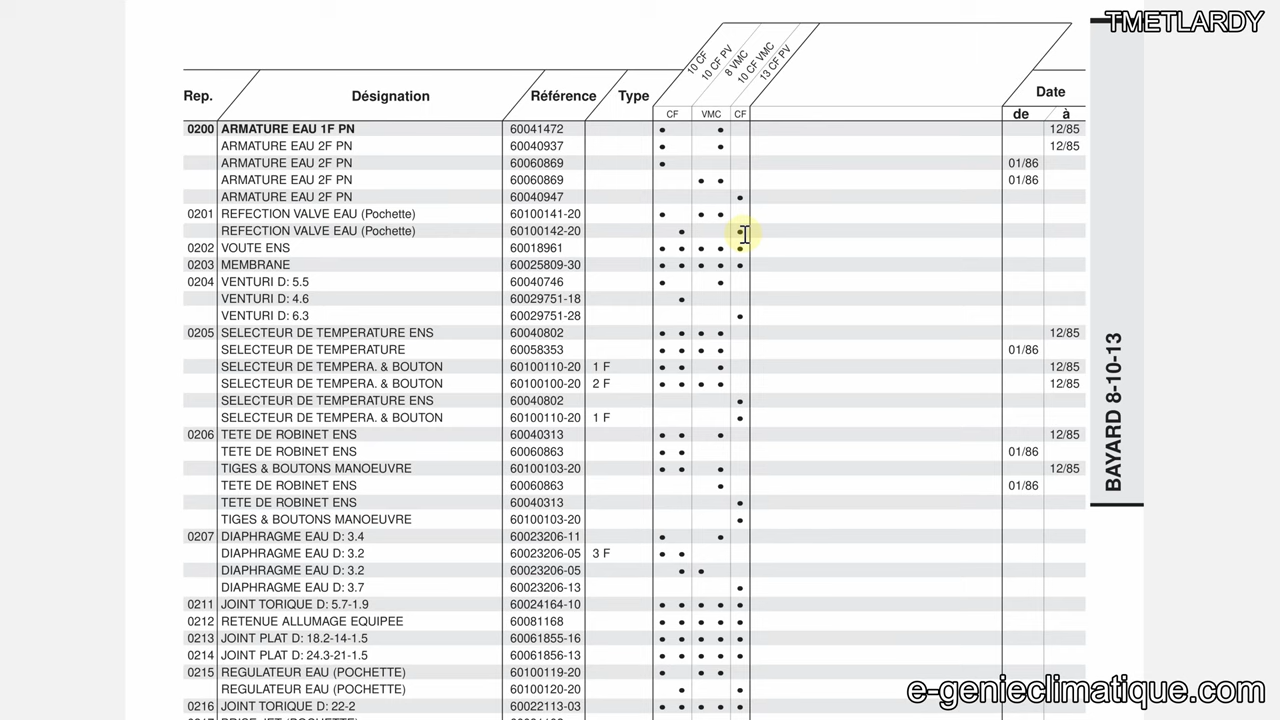 TMETLARDY
10 CF
10 CF PV
8 VMC
10 CF VMC
13 CF PV
Rep. Désignation Référence Type Date
CF VMC CF de à
0200 ARMATURE EAU 1F PN 60041472 • • 12/85
ARMATURE EAU 2F PN 60040937 • • 12/85
ARMATURE EAU 2F PN 60060869 • 01/86
ARMATURE EAU 2F PN 60060869 • • 01/86
ARMATURE EAU 2F PN 60040947 •
0201 REFECTION VALVE EAU (Pochette) 60100141-20 • • •
REFECTION VALVE EAU (Pochette) 60100142-20 • •
0202 VOUTE ENS 60018961 • • • • •
0203 MEMBRANE 60025809-30 • • • • •
0204 VENTURI D: 5.5 60040746 • •
VENTURI D: 4.6 60029751-18 •
VENTURI D: 6.3 60029751-28 •
0205 SELECTEUR DE TEMPERATURE ENS 60040802 • • • • 12/85
SELECTEUR DE TEMPERATURE 60058353 • • • • 01/86
SELECTEUR DE TEMPERA. & BOUTON 60100110-20 1 F • • • 12/85
SELECTEUR DE TEMPERA. & BOUTON 60100100-20 2 F • • • • 12/85
SELECTEUR DE TEMPERATURE ENS 60040802 •
SELECTEUR DE TEMPERA. & BOUTON 60100110-20 1 F •
0206 TETE DE ROBINET ENS 60040313 • • • 12/85
TETE DE ROBINET ENS 60060863 • • 01/86
TIGES & BOUTONS MANOEUVRE 60100103-20 • • • 12/85
TETE DE ROBINET ENS 60060863 • 01/86
TETE DE ROBINET ENS 60040313 •
TIGES & BOUTONS MANOEUVRE 60100103-20 •
0207 DIAPHRAGME EAU D: 3.4 60023206-11 • •
DIAPHRAGME EAU D: 3.2 60023206-05 3 F • •
DIAPHRAGME EAU D: 3.2 60023206-05 • •
DIAPHRAGME EAU D: 3.7 60023206-13 •
0211 JOINT TORIQUE D: 5.7-1.9 60024164-10 • • • • •
0212 RETENUE ALLUMAGE EQUIPEE 60081168 • • • • •
0213 JOINT PLAT D: 18.2-14-1.5 60061855-16 • • • • •
0214 JOINT PLAT D: 24.3-21-1.5 60061856-13 • • • • •
0215 REGULATEUR EAU (POCHETTE) 60100119-20 • • •
REGULATEUR EAU (POCHETTE) 60100120-20 • •
0216 JOINT TORIQUE D: 22-2 60022113-03 • • • • •
BAYARD 8-10-13
e-genieclimatique.com